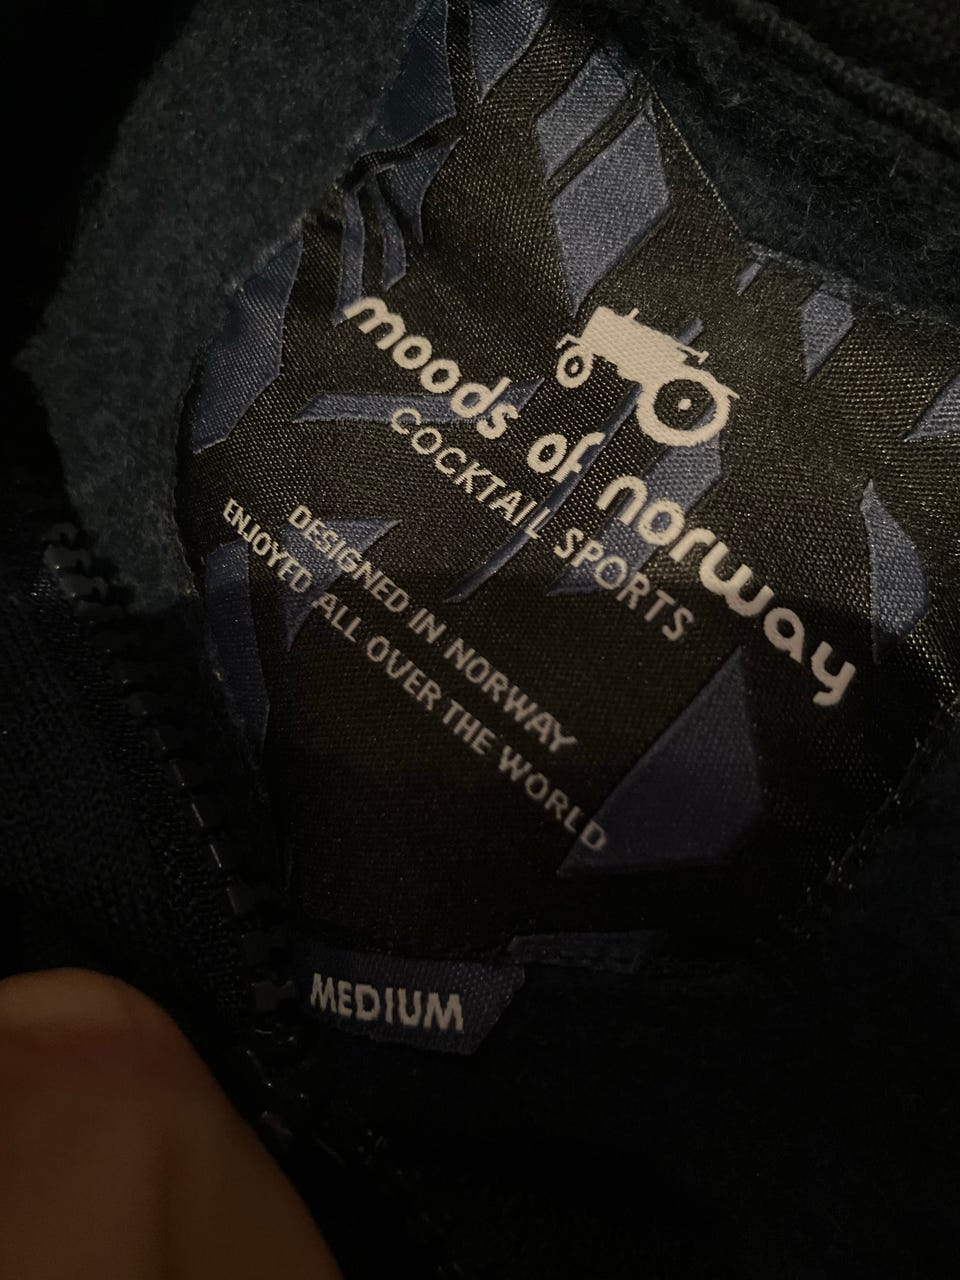 moods of norway
COCKTAIL SPORTS
DESIGNED IN NORWAY
ENJOYED ALL OVER THE WORLD
MEDIUM